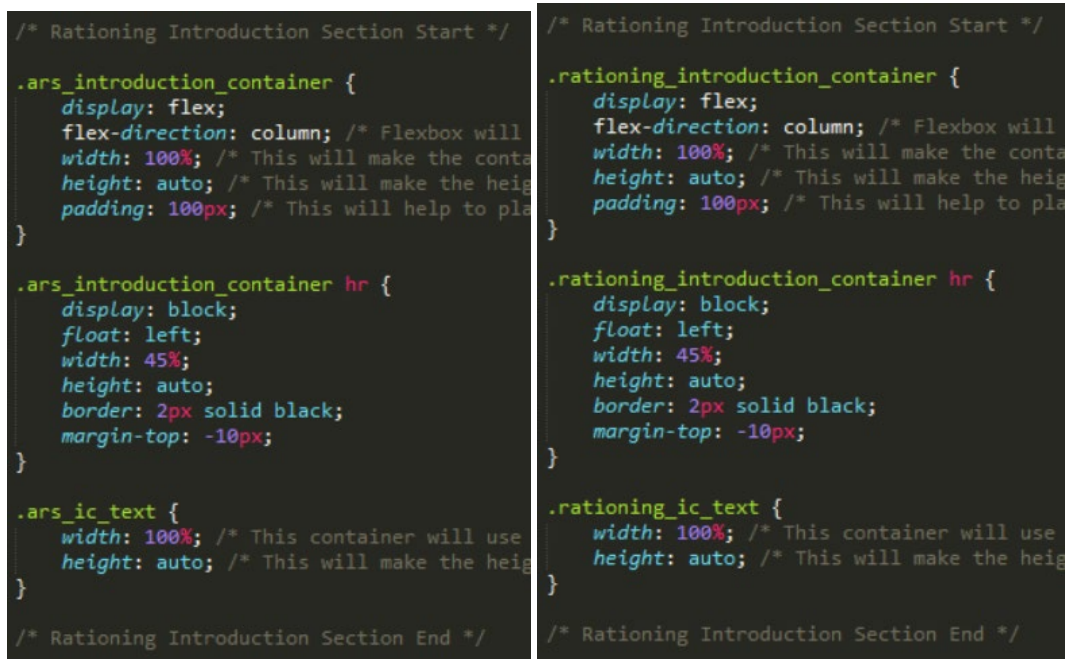 /* Rationing Introduction Section Start */
.ars_introduction_container {
display: flex;
flex-direction: column; /* Flexbox will
width: 100%; /* This will make the conta
height: auto; /* This will make the heig
padding: 100px; /* This will help to pla
}
.ars_introduction_container hr {
display: block;
float: left;
width: 45%;
height: auto;
border: 2px solid black;
margin-top: -10px;
}
.ars_ic_text {
width: 100%; /* This container will use
height: auto; /* This will make the heig
}
/* Rationing Introduction Section End */
/* Rationing Introduction Section Start */
.rationing_introduction_container {
display: flex;
flex-direction: column; /* Flexbox will
width: 100%; /* This will make the conta
height: auto; /* This will make the heig
padding: 100px; /* This will help to pla
}
.rationing_introduction_container hr {
display: block;
float: left;
width: 45%;
height: auto;
border: 2px solid black;
margin-top: -10px;
}
.rationing_ic_text {
width: 100%; /* This container will use
height: auto; /* This will make the heig
}
/* Rationing Introduction Section End */